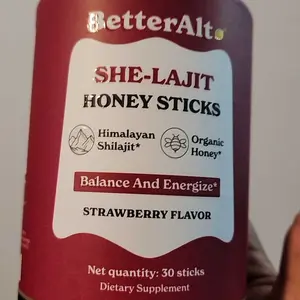 BetterAlt
SHE-LAJIT
HONEY STICKS
Himalayan
Shilajit*
Organic
Honey*
Balance And Energize*
STRAWBERRY FLAVOR
Net quantity: 30 sticks
Dietary Supplement